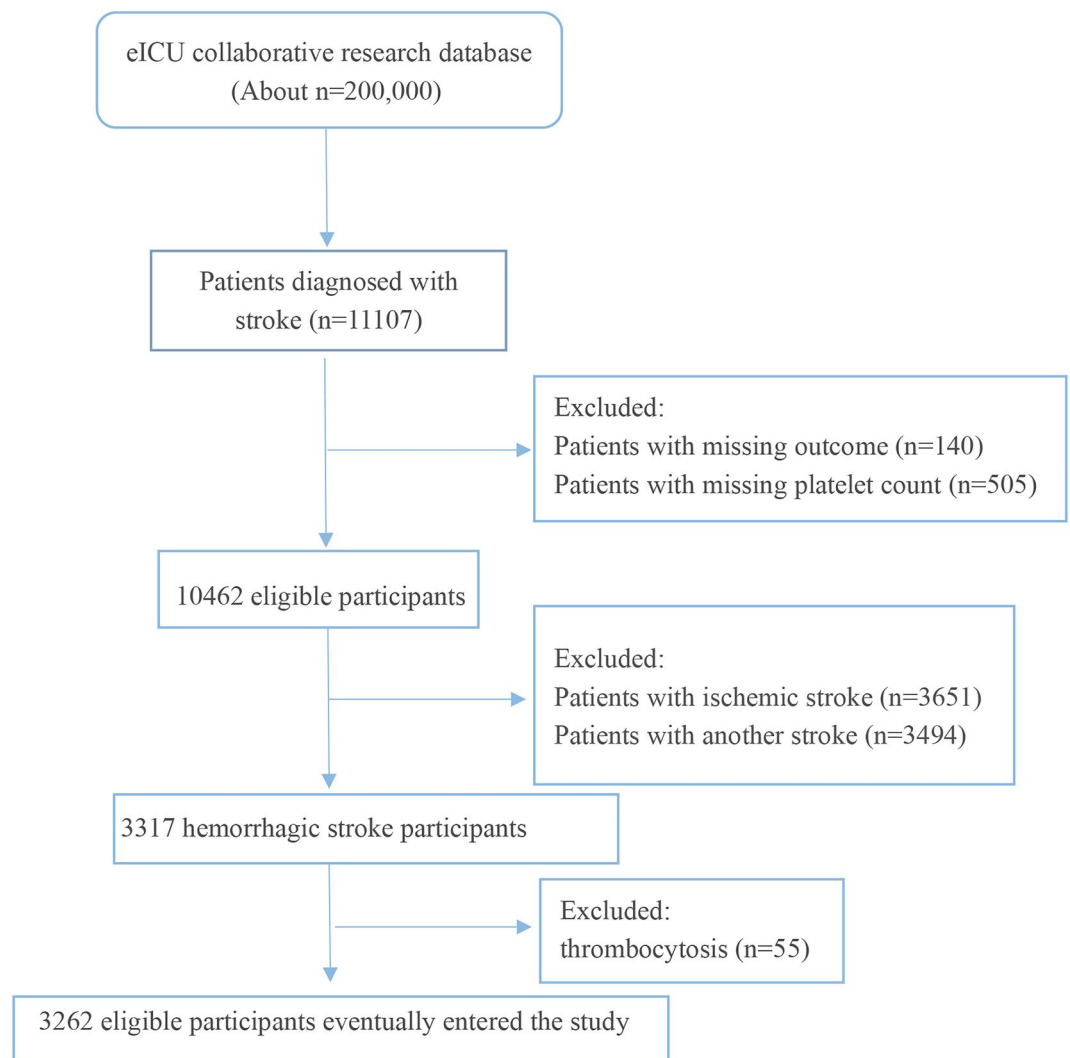 eICU collaborative research database
(About n=200,000)
Patients diagnosed with
stroke (n=11107)
Excluded:
Patients with missing outcome (n=140)
Patients with missing platelet count (n=505)
10462 eligible participants
Excluded:
Patients with ischemic stroke (n=3651)
Patients with another stroke (n=3494)
3317 hemorrhagic stroke participants
Excluded:
thrombocytosis (n=55)
3262 eligible participants eventually entered the study